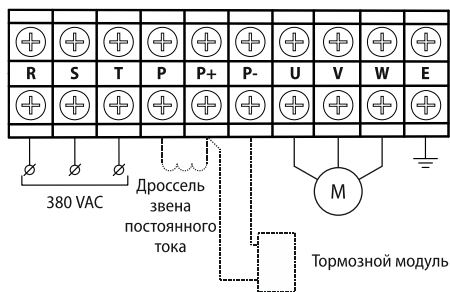 R S T P P+ P- U V W E
380 VAC
Дроссель
звена
постоянного
тока
M
Тормозной модуль